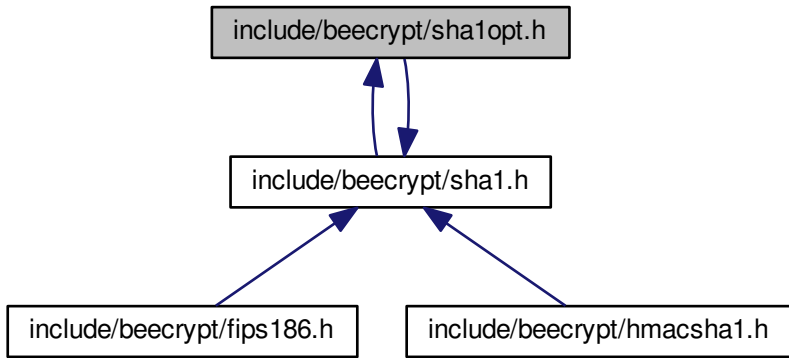 include/beecrypt/sha1opt.h
include/beecrypt/sha1.h
include/beecrypt/fips186.h
include/beecrypt/hmacsha1.h